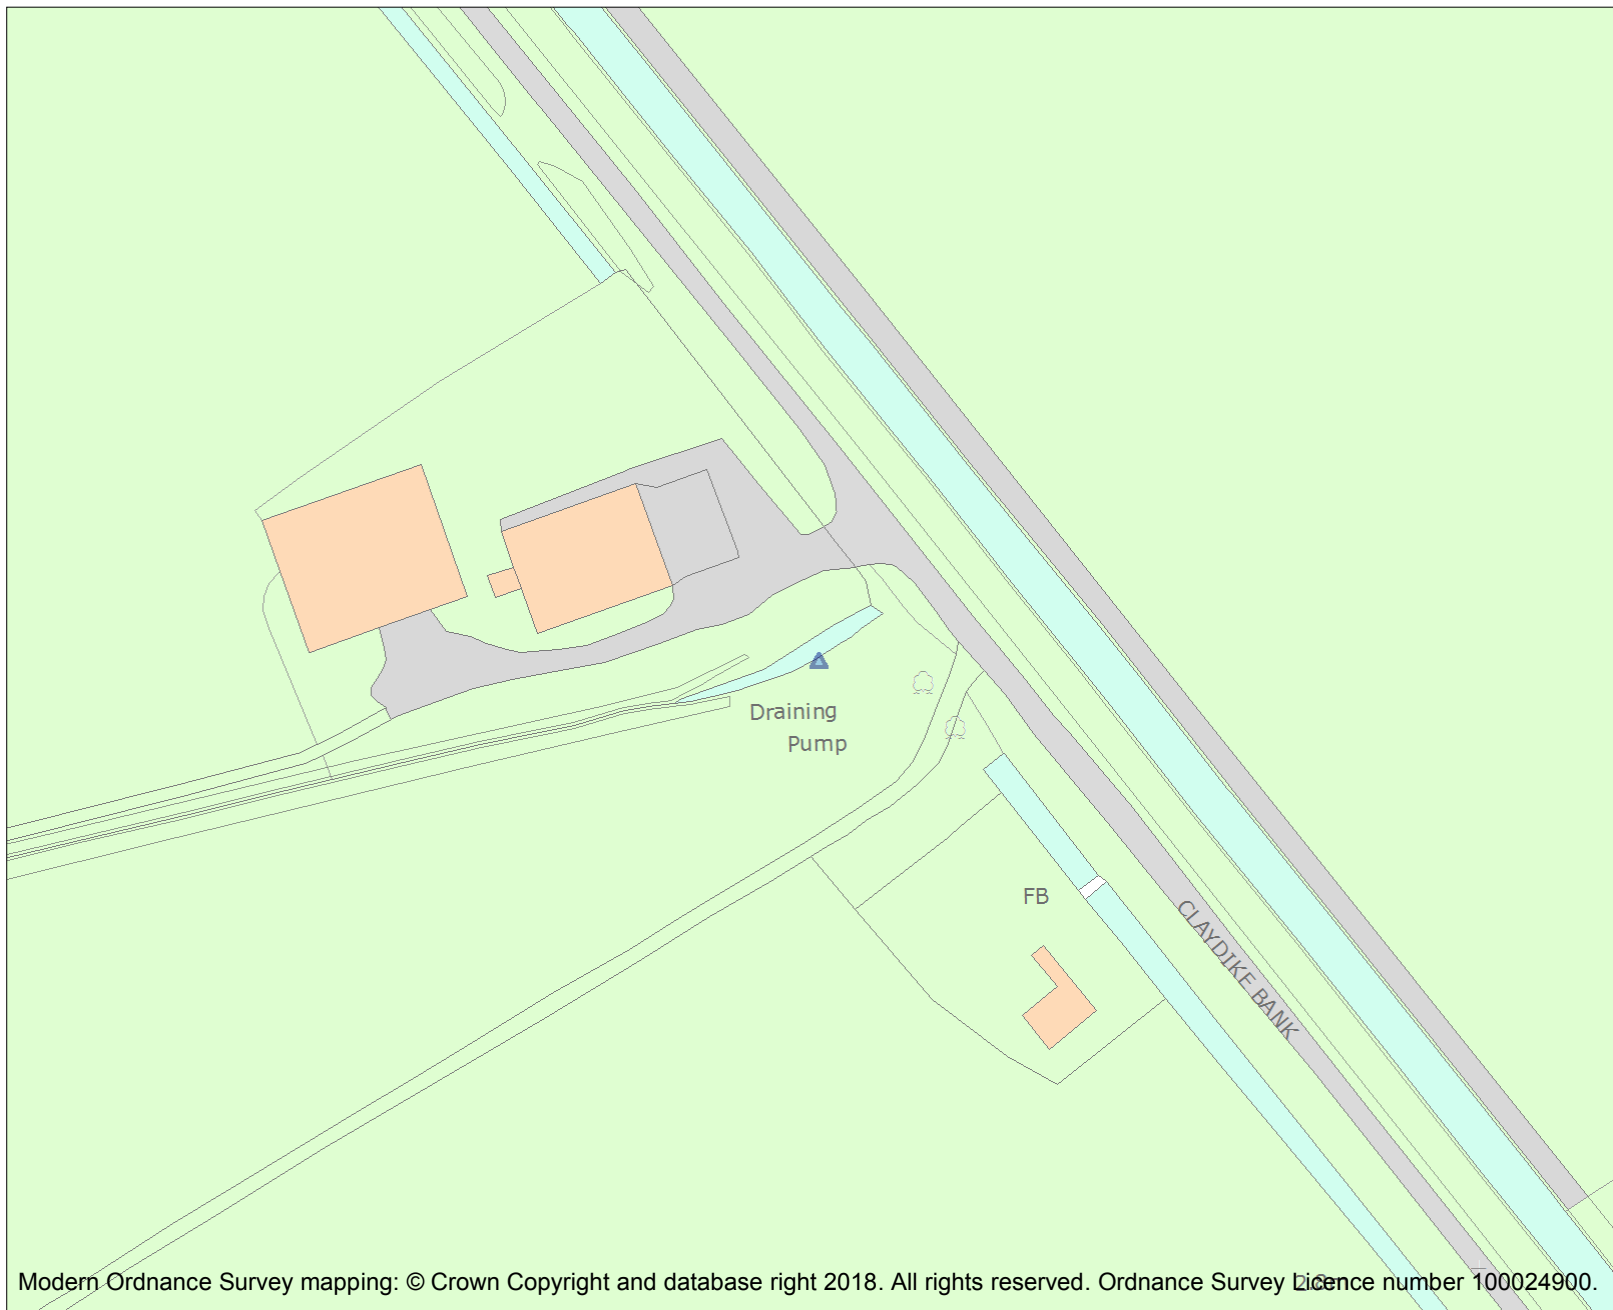 Draining
Pump
FB
CLAYDIKE BANK
Modern Ordnance Survey mapping: © Crown Copyright and database right 2018. All rights reserved. Ordnance Survey Licence number 100024900.